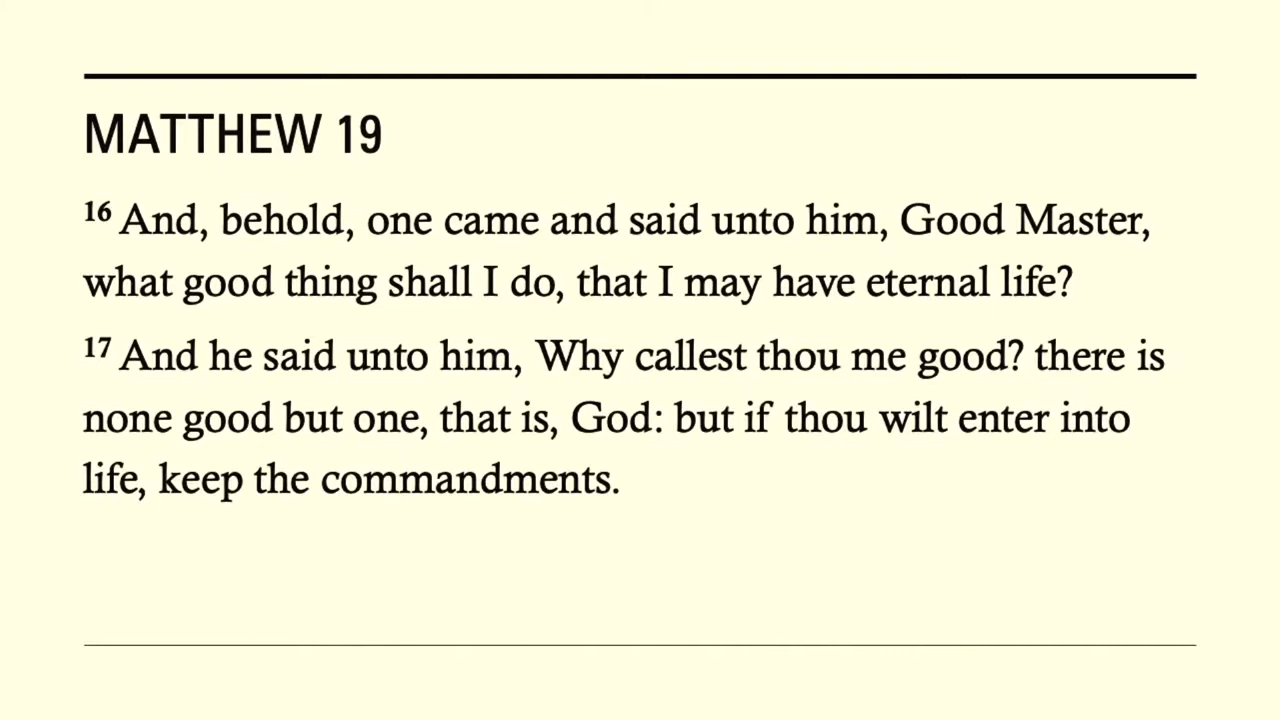 MATTHEW 19
16 And, behold, one came and said unto him, Good Master,
what good thing shall I do, that I may have eternal life?
17 And he said unto him, Why callest thou me good? there is
none good but one, that is, God: but if thou wilt enter into
life, keep the commandments.